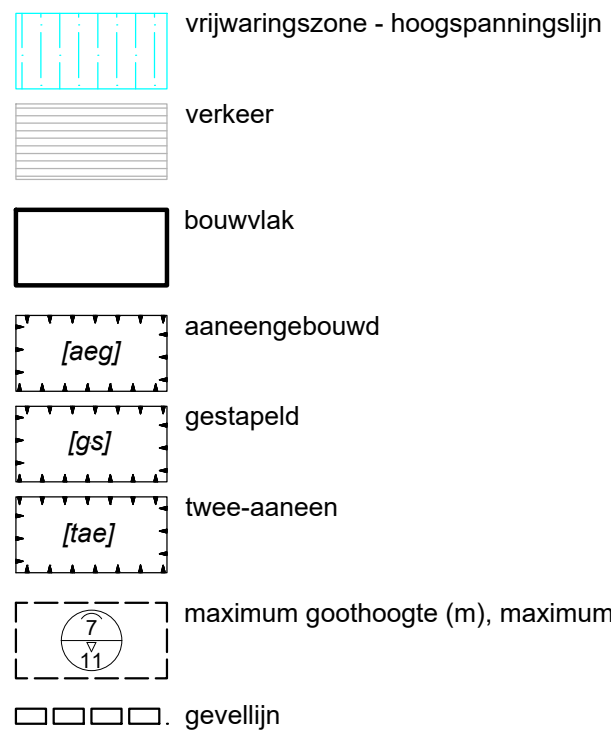 vrijwaringszone - hoogspanningslijn
verkeer
bouwvlak
[aeg] aaneengebouwd
[gs] gestapeld
[tae] twee-aaneen
7
11
maximum goothoogte (m), maximum
gevellijn